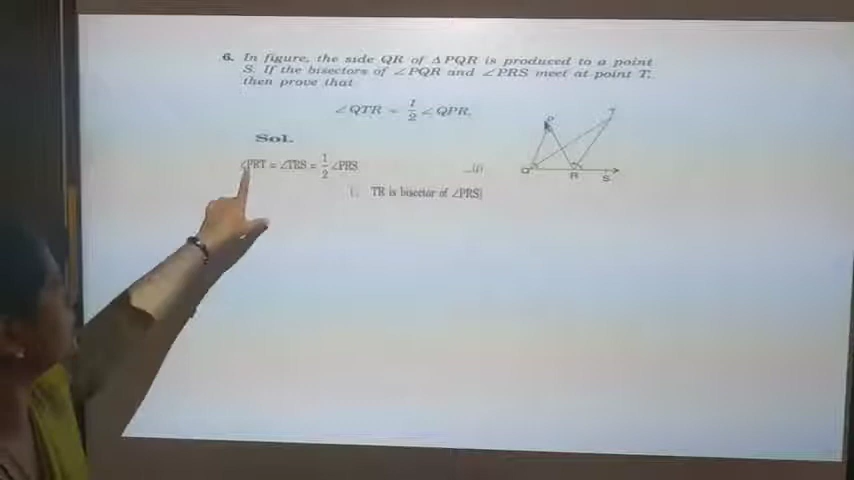 6. In figure, the side QR of ΔPQR is produced to a point
S. If the bisectors of ∠PQR and ∠PRS meet at point T,
then prove that
∠QTR = 1/2 ∠QPR.
Sol.
∠PRT = ∠TRS = 1/2 ∠PRS ...(i)
[∵ TR is bisector of ∠PRS]
P
T
Q
R
S